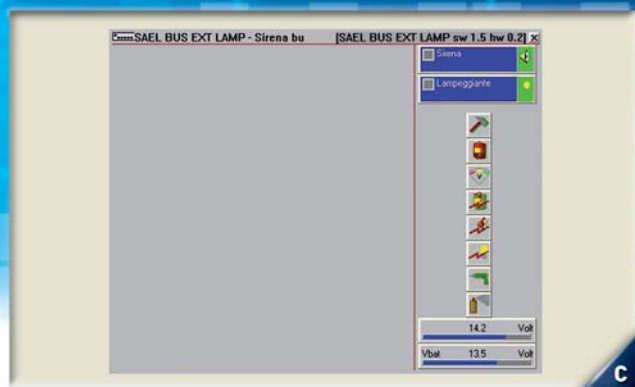 SAEL BUS EXT LAMP - Sirena bu [SAEL BUS EXT LAMP sw 1.5 hw 0.2]
Sirena
Lampeggiante
14.2 Volt
Vbat 13.5 Volt
C